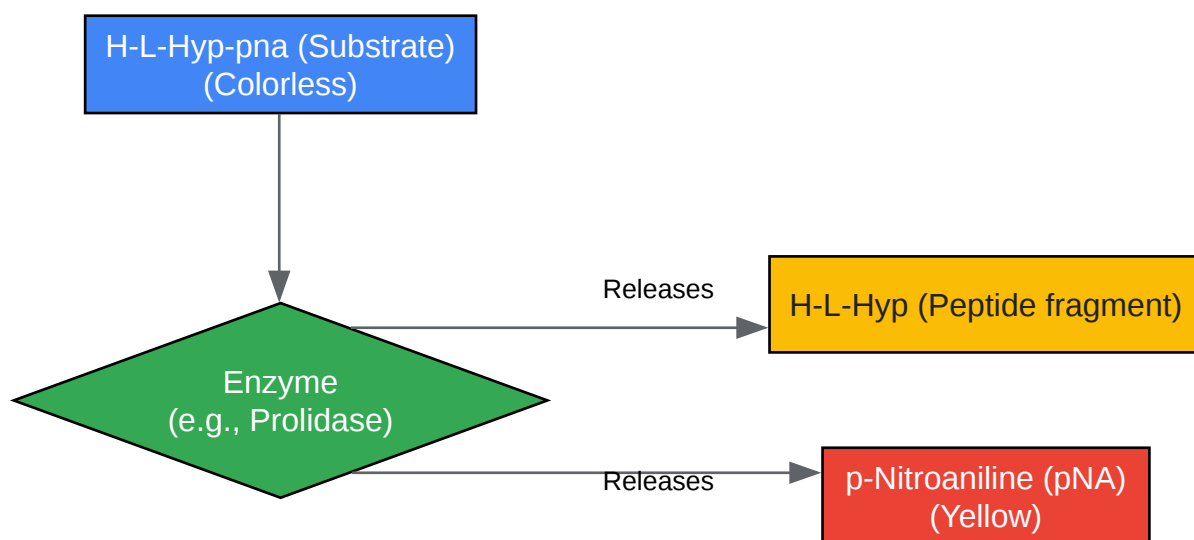 H-L-Hyp-pna (Substrate)
(Colorless)
Releases
H-L-Hyp (Peptide fragment)
Enzyme
(e.g., Prolidase)
Releases
p-Nitroaniline (pNA)
(Yellow)